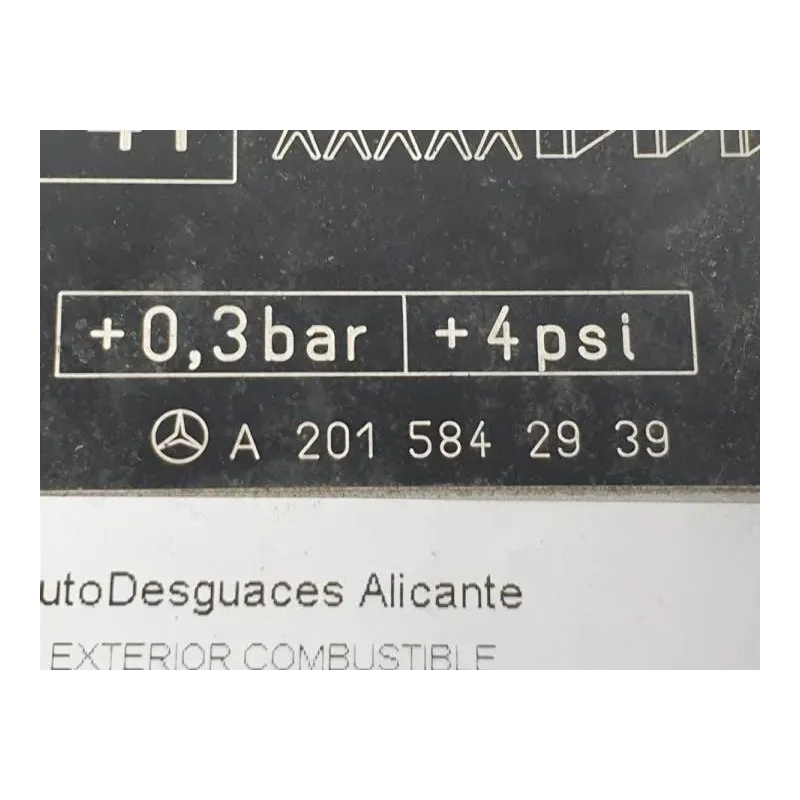 +0,3bar +4psi
A 201 584 29 39
utoDesguaces Alicante
EXTERIOR COMBUSTIBLE